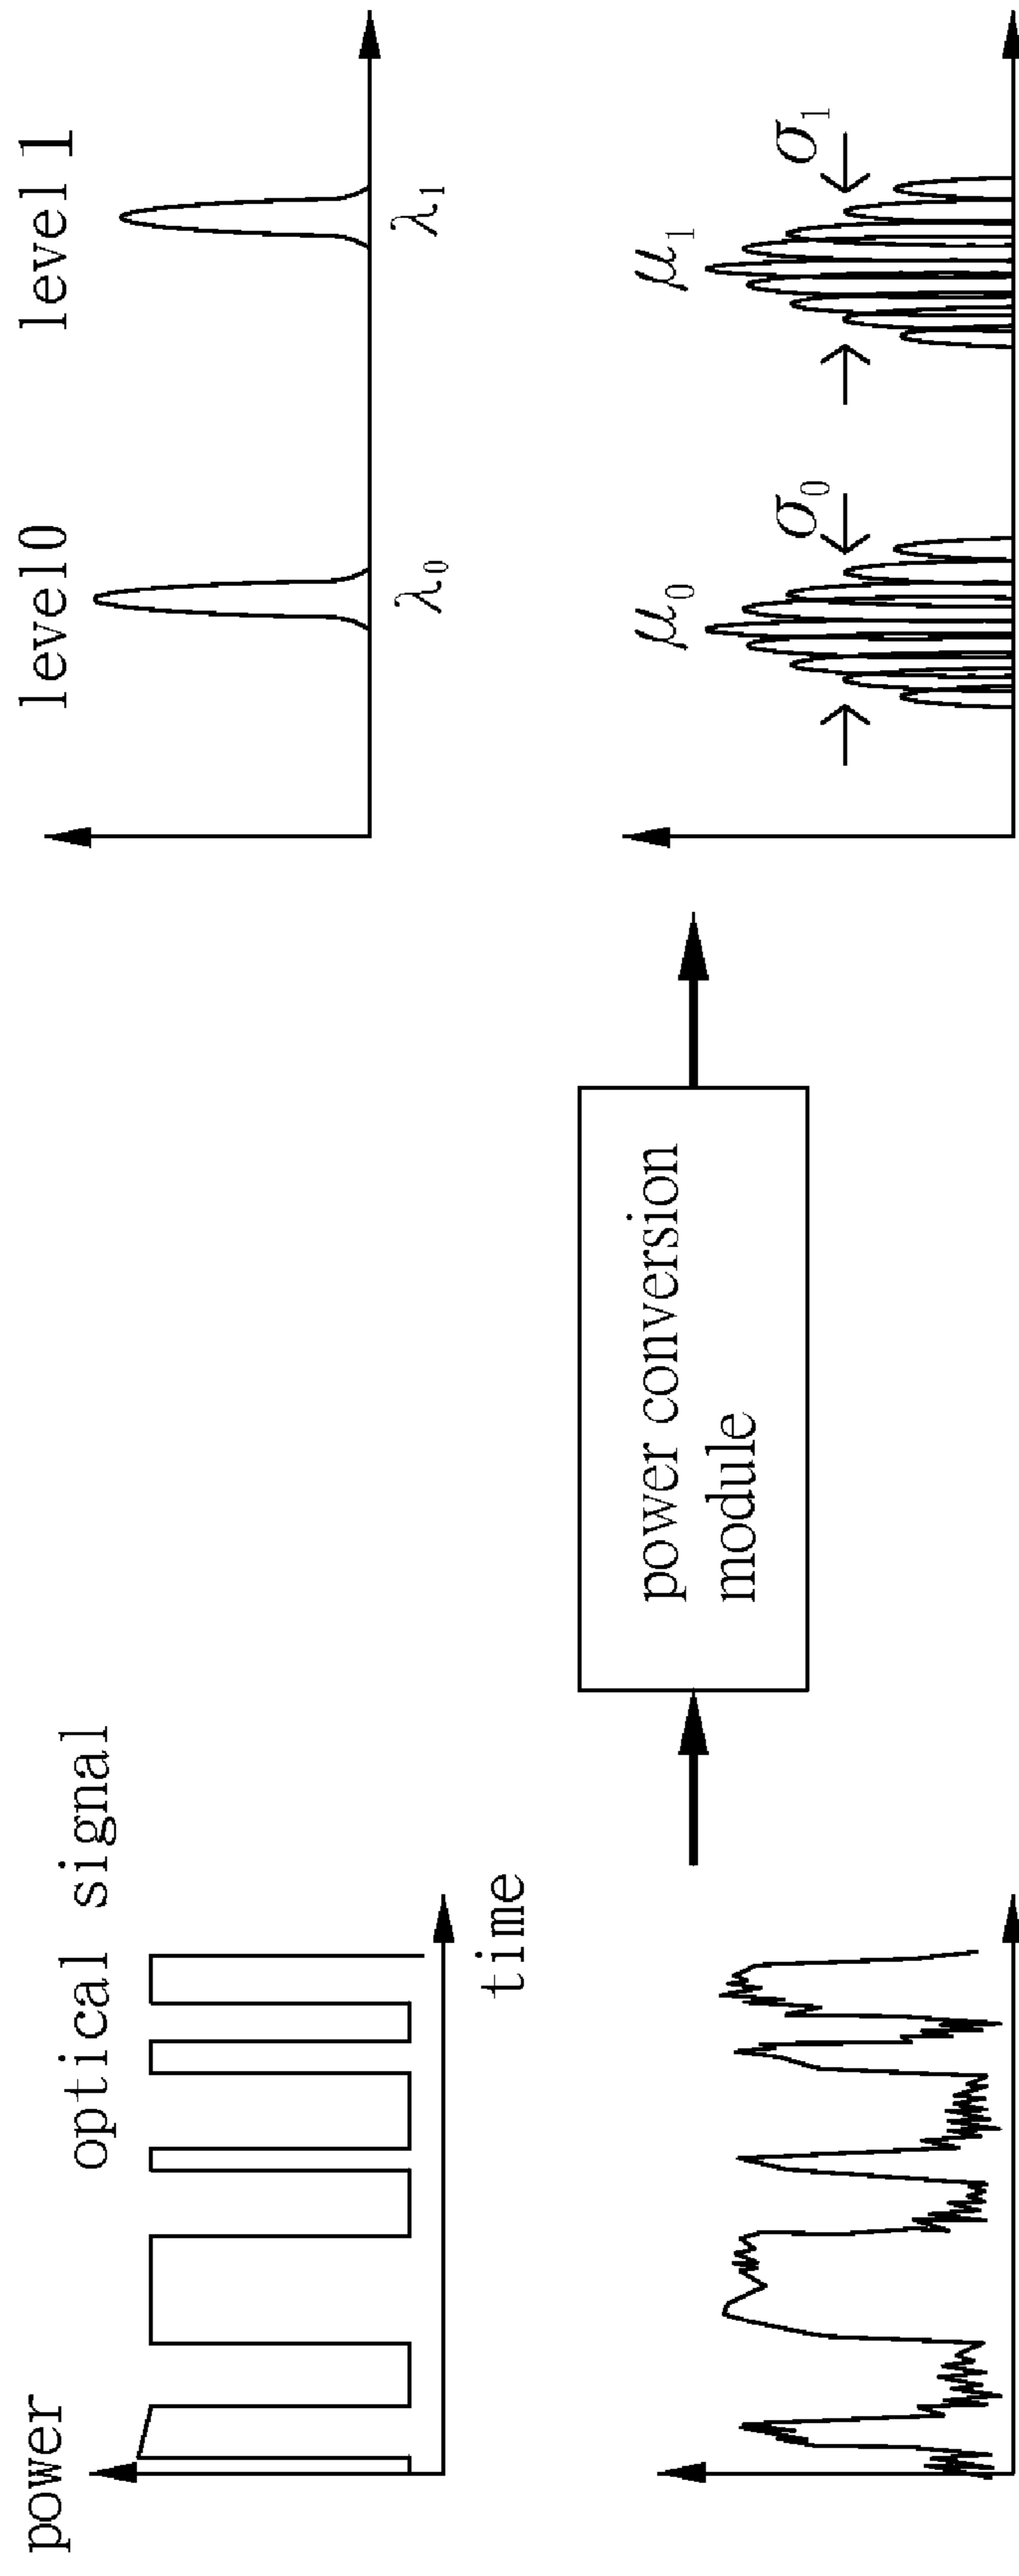 power
optical signal
time
level0
level 1
λ₀
λ₁
power conversion
module
μ₀
σ₀
μ₁
σ₁